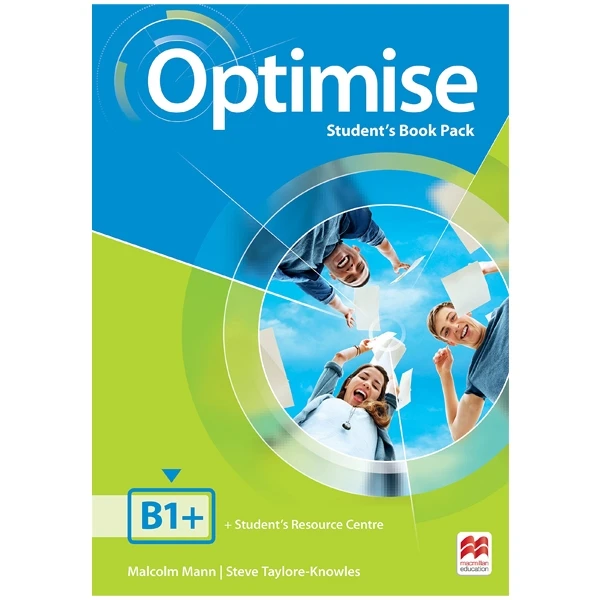 Optimise
Student's Book Pack
B1+
+ Student's Resource Centre
Malcolm Mann | Steve Taylore-Knowles
macmillan
education